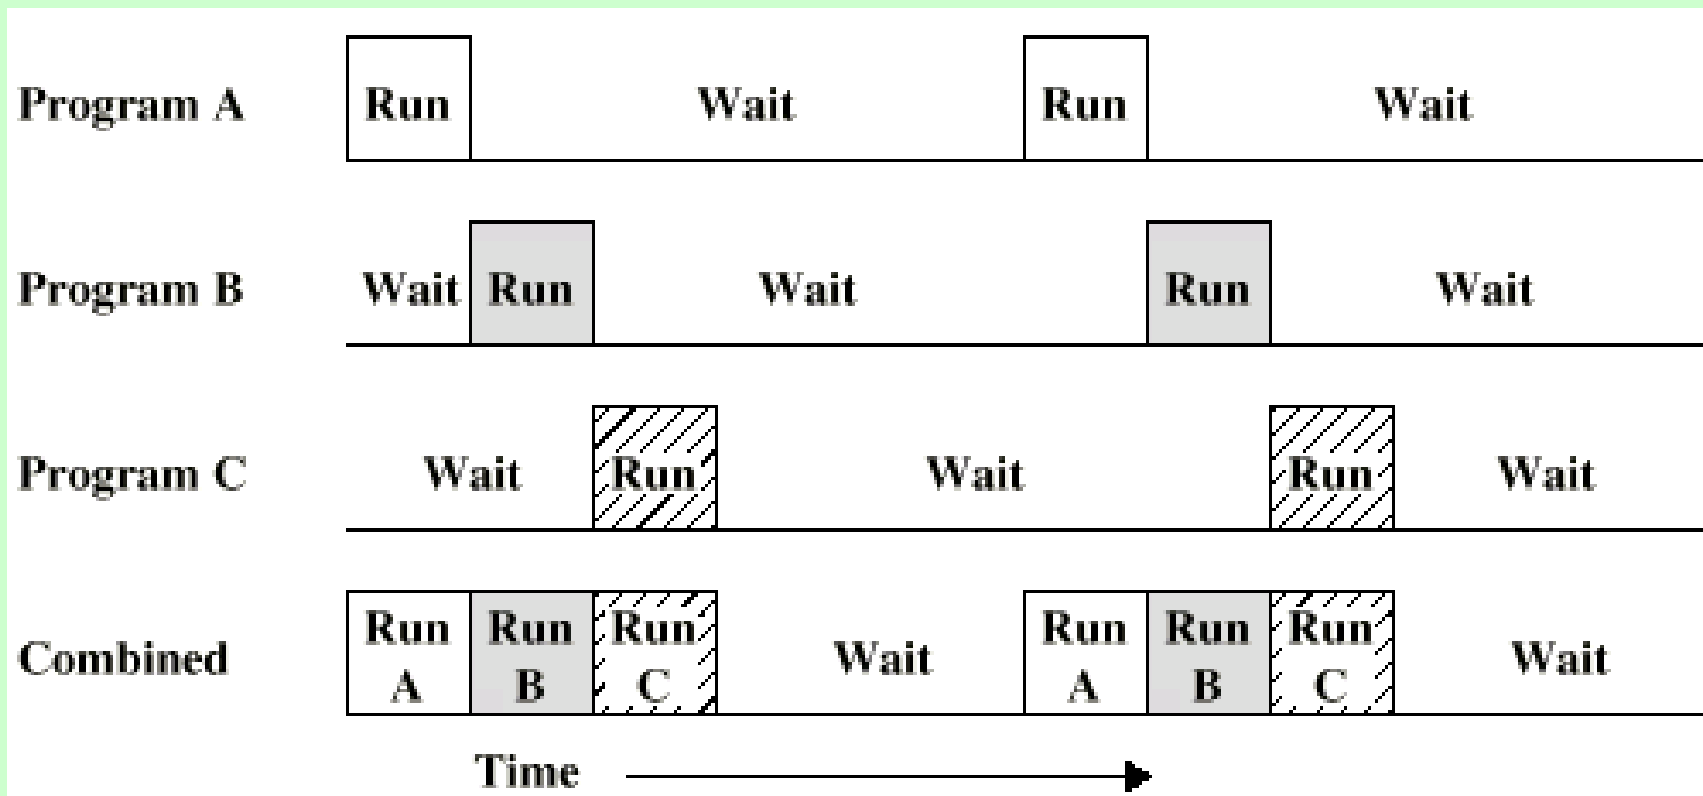 Program A Run Wait Run Wait
Program B Wait Run Wait Run Wait
Program C Wait Run Wait Run Wait
Combined Run A Run B Run C Wait Run A Run B Run C Wait
Time